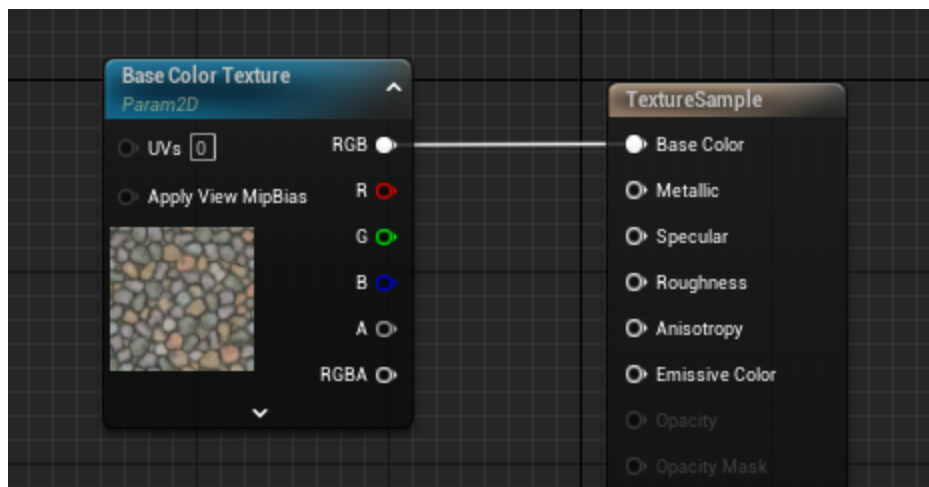 Base Color Texture
Param2D
UVs 0
RGB
Apply View MipBias
R
G
B
A
RGBA
TextureSample
Base Color
Metallic
Specular
Roughness
Anisotropy
Emissive Color
Opacity
Opacity Mask